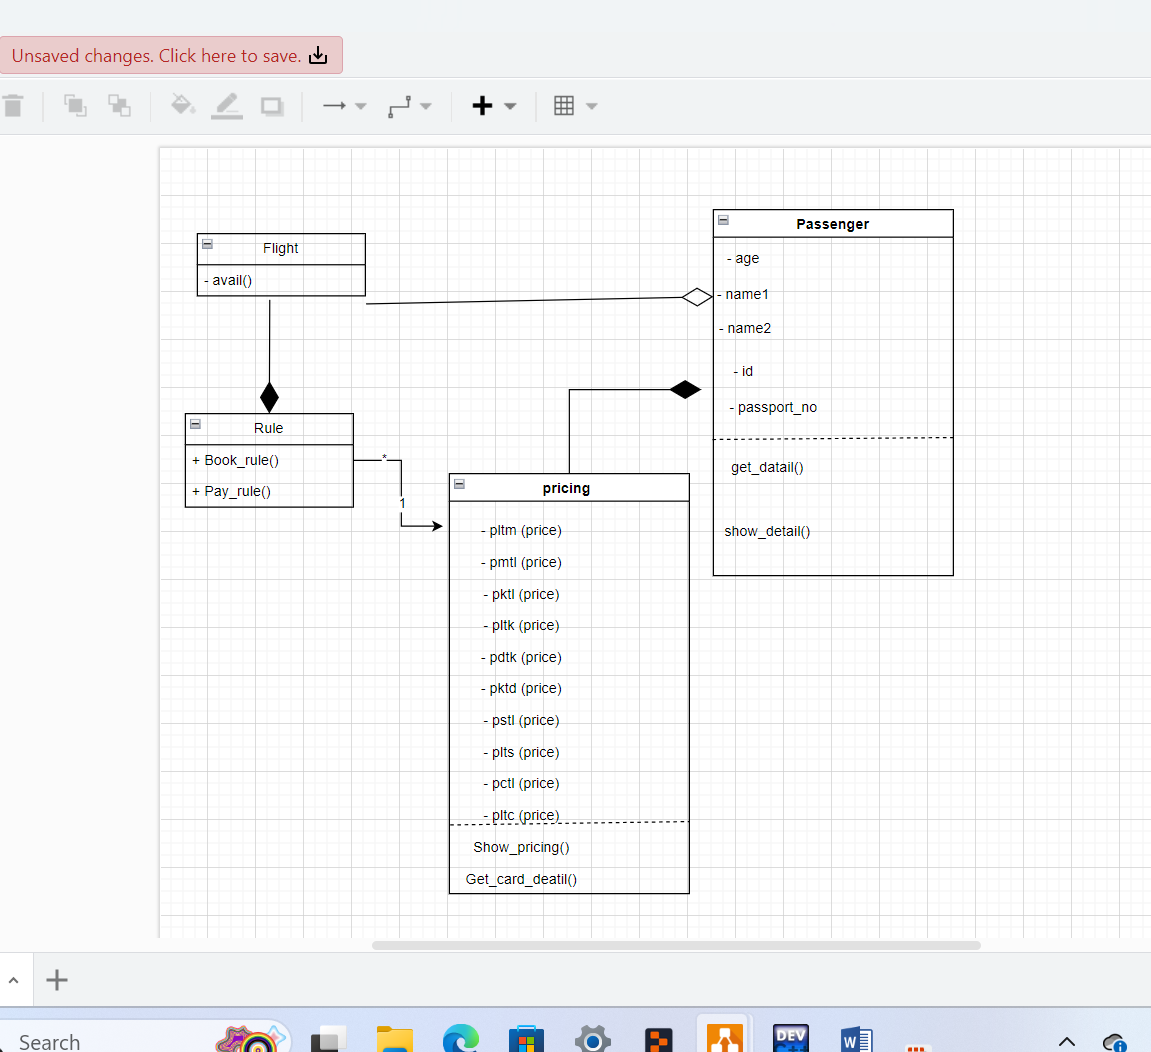 Unsaved changes. Click here to save.
Flight
- avail()
Passenger
- age
- name1
- name2
- id
- passport_no
get_datail()
show_detail()
Rule
+ Book_rule()
+ Pay_rule()
*
1
pricing
- pltm (price)
- pmtl (price)
- pktl (price)
- pltk (price)
- pdtk (price)
- pktd (price)
- pstl (price)
- plts (price)
- pctl (price)
- pltc (price)
Show_pricing()
Get_card_deatil()
Search
DEV
W